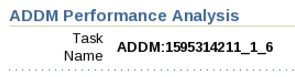 ADDM Performance Analysis
Task
Name
ADDM:1595314211_1_6